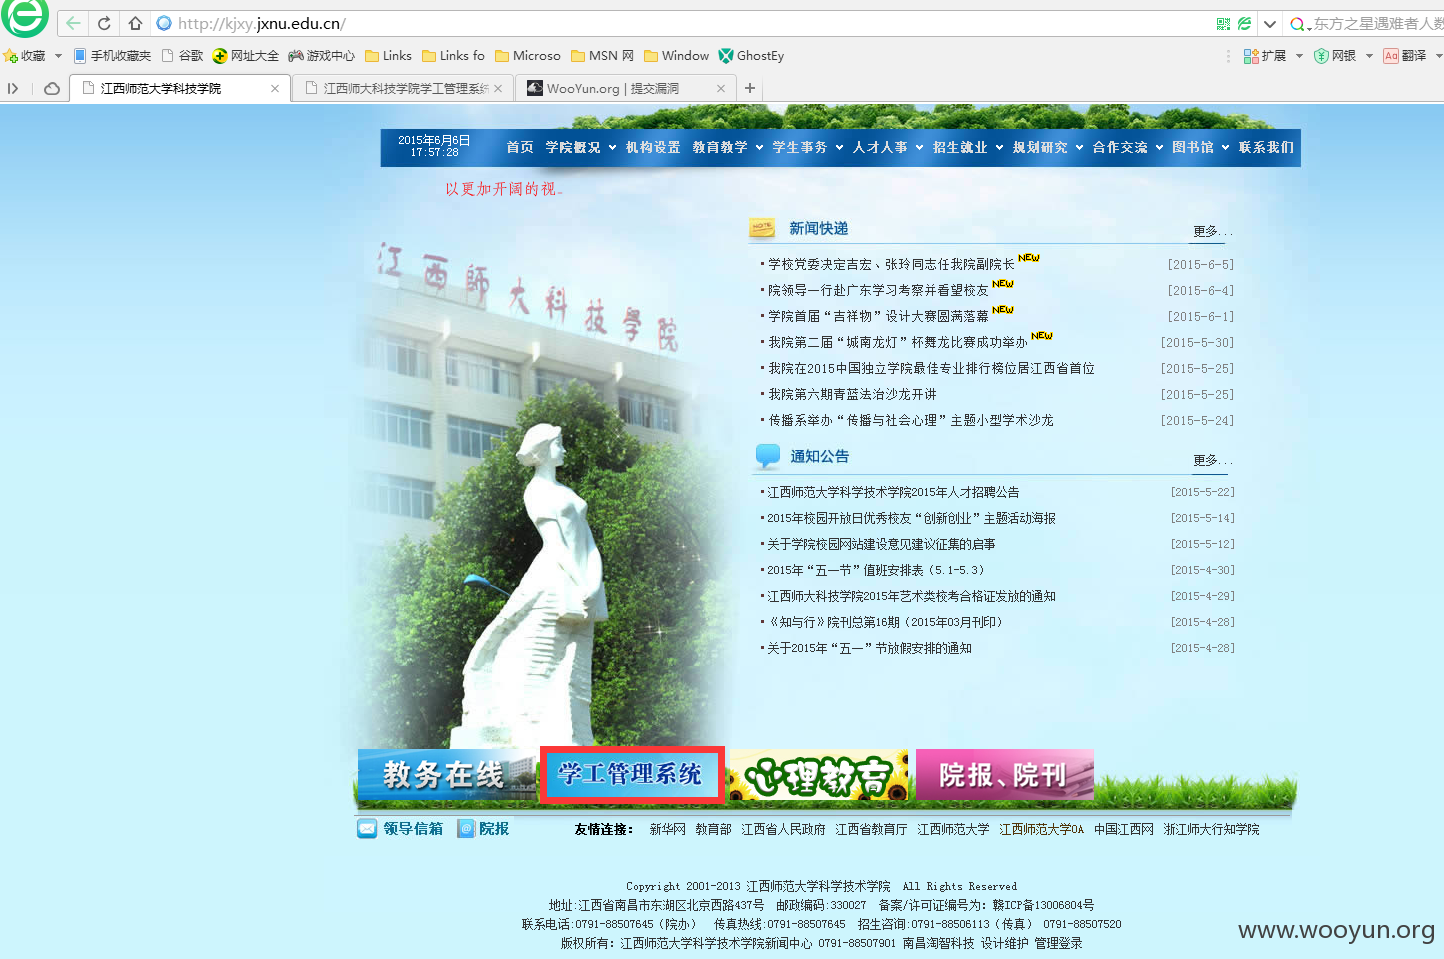 http://kjxy.jxnu.edu.cn/
东方之星遇难者人数
收藏 手机收藏夹 谷歌 网址大全 游戏中心 Links Links fo Microso MSN 网 Window GhostEy
扩展 网银 翻译
江西师范大学科技学院 江西师大科技学院学工管理系统 WooYun.org | 提交漏洞
2015年6月6日
17:57:28
首页 学院概况 机构设置 教育教学 学生事务 人才人事 招生就业 规划研究 合作交流 图书馆 联系我们
以更加开阔的视
江西師大科技學院
NOTE 新闻快递 更多...
学校党委决定吉宏、张玲同志任我院副院长 NEW [2015-6-5]
院领导一行赴广东学习考察并看望校友 NEW [2015-6-4]
学院首届“吉祥物”设计大赛圆满落幕 NEW [2015-6-1]
我院第二届“城南龙灯”杯舞龙比赛成功举办 NEW [2015-5-30]
我院在2015中国独立学院最佳专业排行榜位居江西省首位 [2015-5-25]
我院第六期青蓝法治沙龙开讲 [2015-5-25]
传播系举办“传播与社会心理”主题小型学术沙龙 [2015-5-24]
通知公告 更多...
江西师范大学科学技术学院2015年人才招聘公告 [2015-5-22]
2015年校园开放日优秀校友“创新创业”主题活动海报 [2015-5-14]
关于学院校园网站建设意见建议征集的启事 [2015-5-12]
2015年“五一节”值班安排表（5.1-5.3） [2015-4-30]
江西师大科技学院2015年艺术类校考合格证发放的通知 [2015-4-29]
《知与行》院刊总第16期（2015年03月刊印） [2015-4-28]
关于2015年“五一”节放假安排的通知 [2015-4-28]
教务在线 学工管理系统 心理教育 院报、院刊
领导信箱 院报 友情连接： 新华网 教育部 江西省人民政府 江西省教育厅 江西师范大学 江西师范大学OA 中国江西网 浙江师大行知学院
Copyright 2001-2013 江西师范大学科学技术学院 All Rights Reserved
地址:江西省南昌市东湖区北京西路437号 邮政编码:330027 备案/许可证编号为：赣ICP备13006804号
联系电话:0791-88507645（院办） 传真热线:0791-88507645 招生咨询:0791-88506113（传真） 0791-88507520
版权所有：江西师范大学科学技术学院新闻中心 0791-88507901 南昌淘智科技 设计维护 管理登录
www.wooyun.org